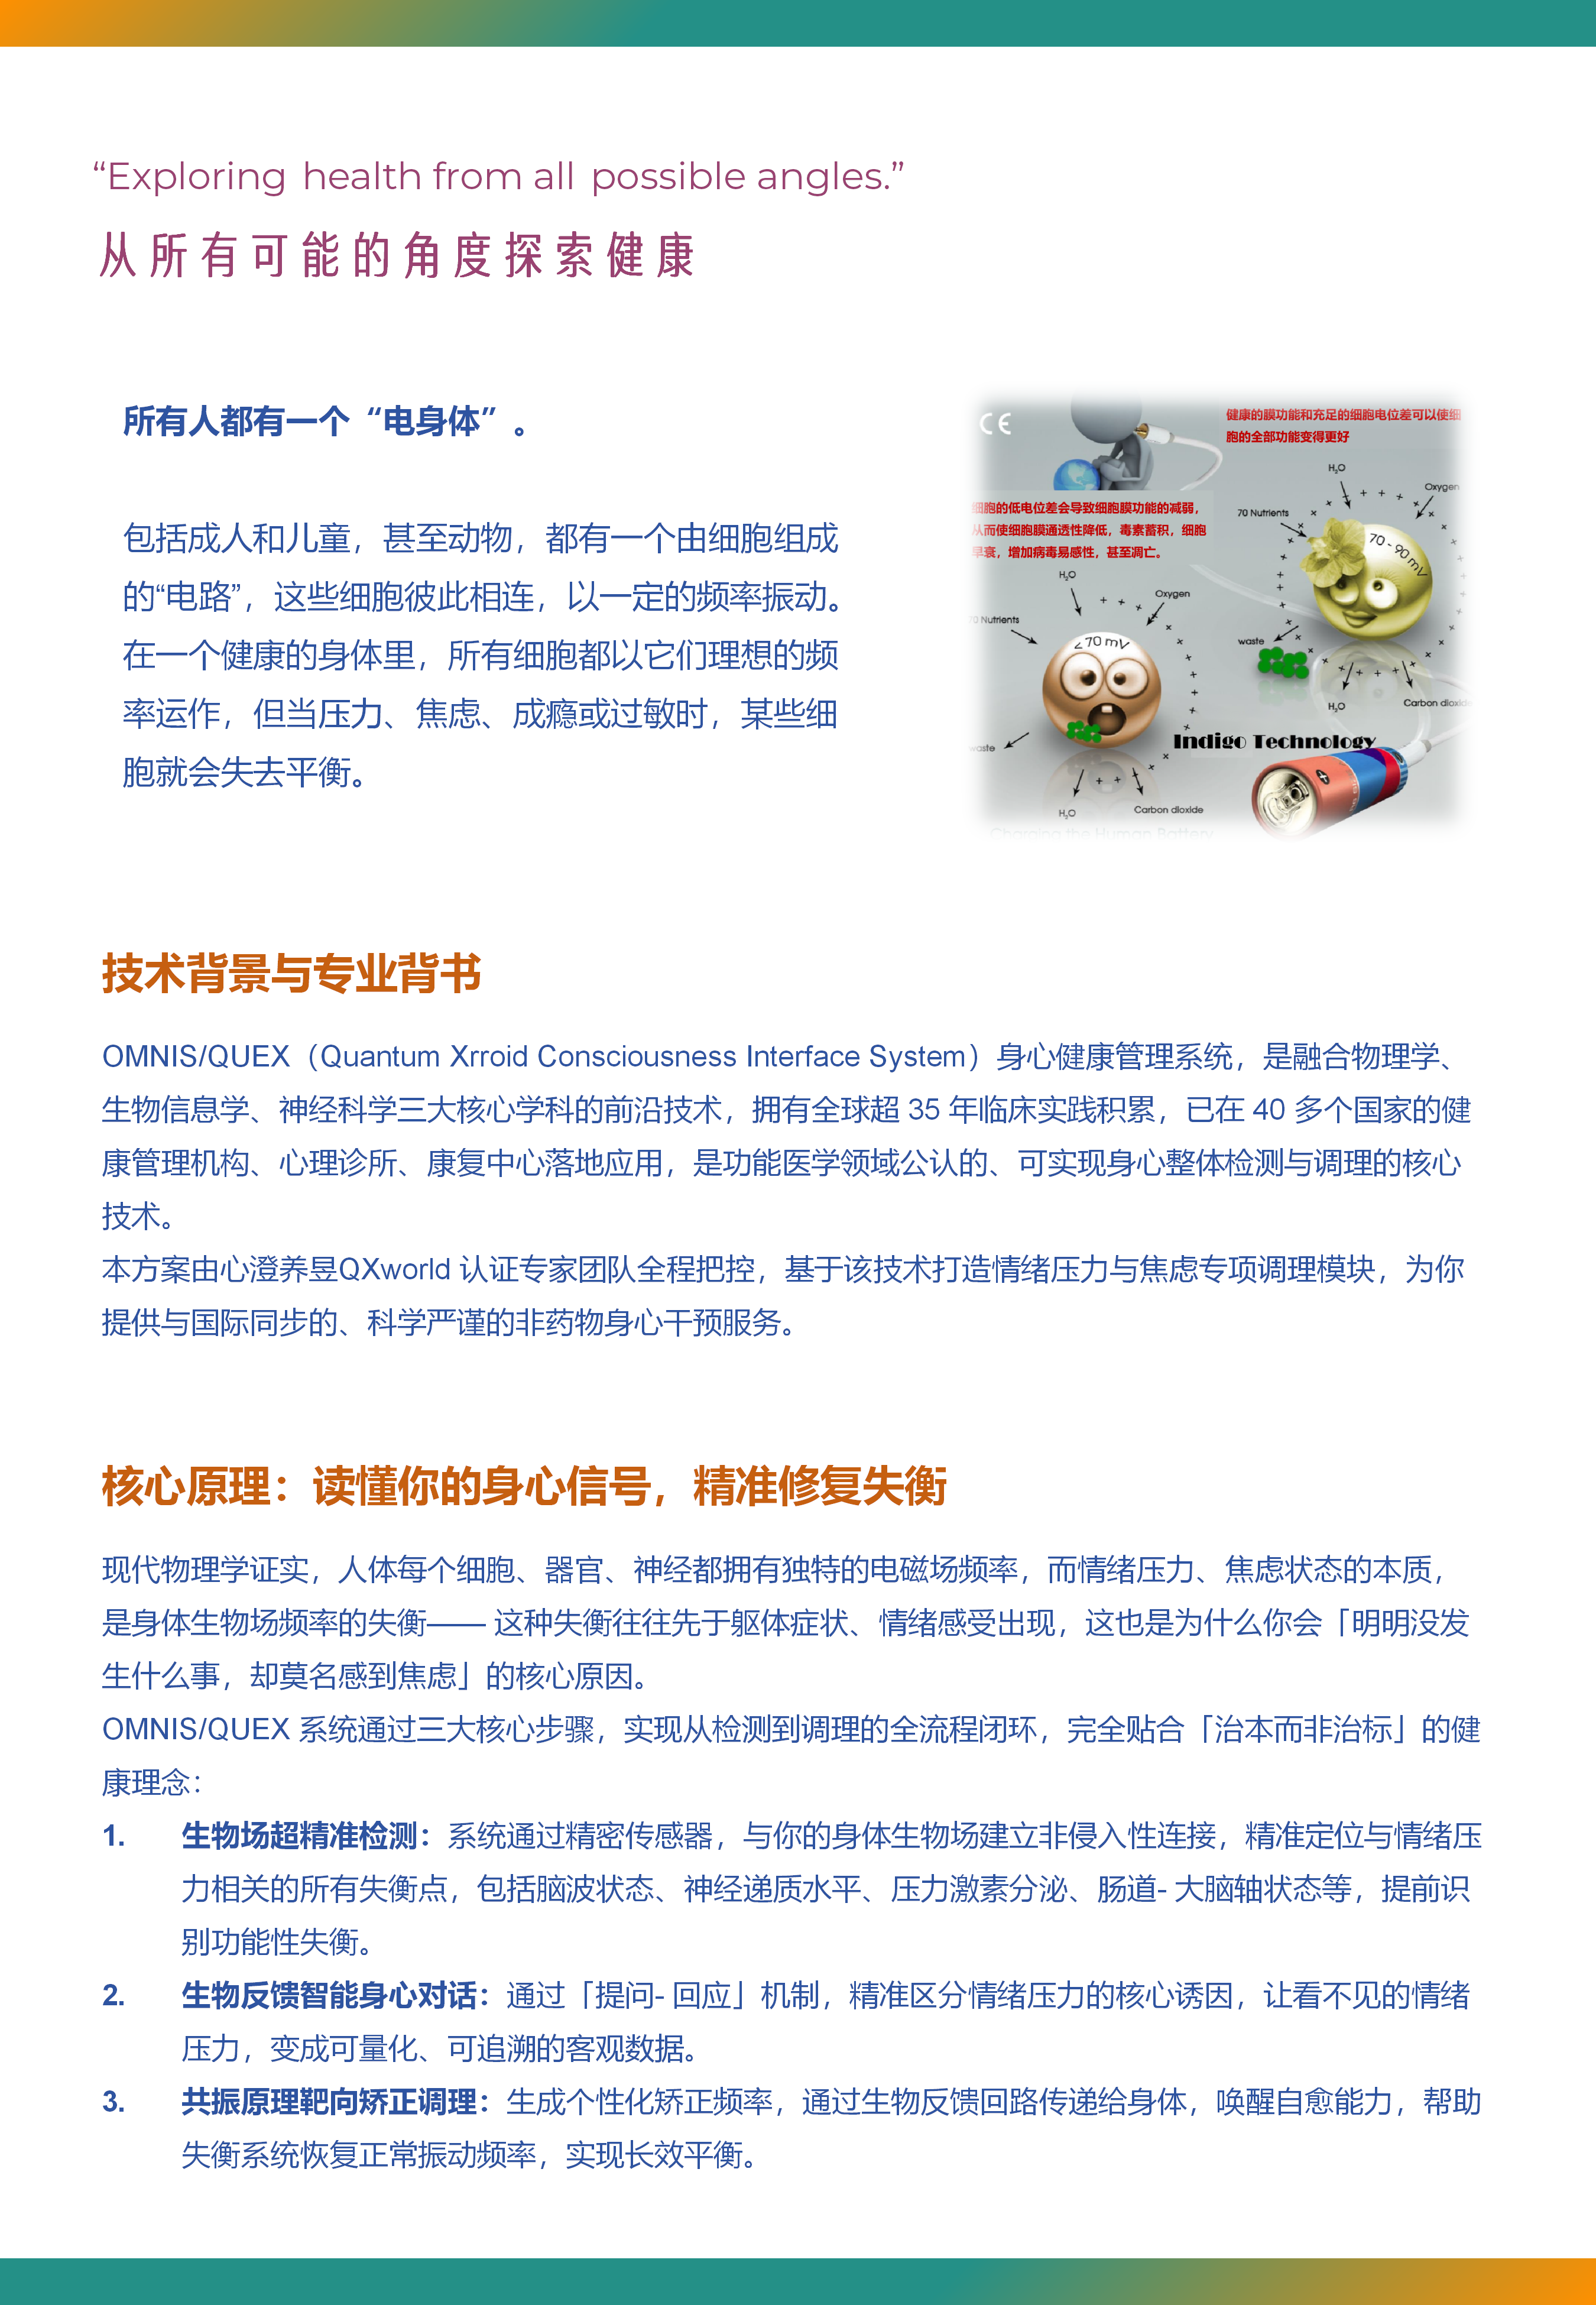 “Exploring health from all possible angles.”
从所有可能的角度探索健康
所有人都有一个“电身体”。
包括成人和儿童，甚至动物，都有一个由细胞组成
的“电路”，这些细胞彼此相连，以一定的频率振动。
在一个健康的身体里，所有细胞都以它们理想的频
率运作，但当压力、焦虑、成瘾或过敏时，某些细
胞就会失去平衡。
CE
健康的膜功能和充足的细胞电位差可以使细
胞的全部功能变得更好
细胞的低电位差会导致细胞膜功能的减弱，
从而使细胞膜通透性降低，毒素蓄积，细胞
早衰，增加病毒易感性，甚至凋亡。
H₂O
Oxygen
70 Nutrients
70 - 90 mV
waste
H₂O
Carbon dioxide
H₂O
Oxygen
70 Nutrients
< 70 mV
waste
H₂O
Carbon dioxide
Indigo Technology
Charging the Human Battery
技术背景与专业背书
OMNIS/QUEX（Quantum Xrroid Consciousness Interface System）身心健康管理系统，是融合物理学、
生物信息学、神经科学三大核心学科的前沿技术，拥有全球超 35 年临床实践积累，已在 40 多个国家的健
康管理机构、心理诊所、康复中心落地应用，是功能医学领域公认的、可实现身心整体检测与调理的核心
技术。
本方案由心澄养昱QXworld 认证专家团队全程把控，基于该技术打造情绪压力与焦虑专项调理模块，为你
提供与国际同步的、科学严谨的非药物身心干预服务。
核心原理：读懂你的身心信号，精准修复失衡
现代物理学证实，人体每个细胞、器官、神经都拥有独特的电磁场频率，而情绪压力、焦虑状态的本质，
是身体生物场频率的失衡—— 这种失衡往往先于躯体症状、情绪感受出现，这也是为什么你会「明明没发
生什么事，却莫名感到焦虑」的核心原因。
OMNIS/QUEX 系统通过三大核心步骤，实现从检测到调理的全流程闭环，完全贴合「治本而非治标」的健
康理念：
1. 生物场超精准检测：系统通过精密传感器，与你的身体生物场建立非侵入性连接，精准定位与情绪压
力相关的所有失衡点，包括脑波状态、神经递质水平、压力激素分泌、肠道- 大脑轴状态等，提前识
别功能性失衡。
2. 生物反馈智能身心对话：通过「提问- 回应」机制，精准区分情绪压力的核心诱因，让看不见的情绪
压力，变成可量化、可追溯的客观数据。
3. 共振原理靶向矫正调理：生成个性化矫正频率，通过生物反馈回路传递给身体，唤醒自愈能力，帮助
失衡系统恢复正常振动频率，实现长效平衡。